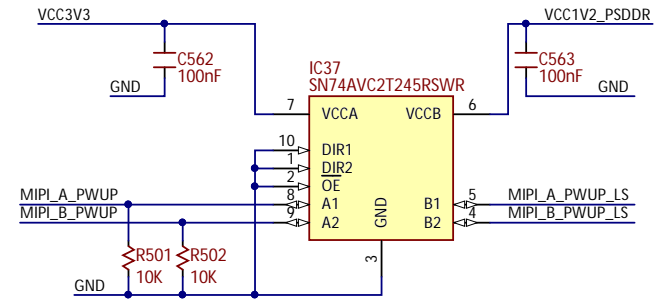 VCC3V3
VCC1V2_PSDDR
C562
100nF
GND
C563
100nF
GND
IC37
SN74AVC2T245RSWR
7
VCCA
VCCB
6
10
DIR1
1
DIR2
2
OE
MIPI_A_PWUP
8
A1
B1
5
MIPI_A_PWUP_LS
MIPI_B_PWUP
9
A2
GND
B2
4
MIPI_B_PWUP_LS
3
R501
10K
R502
10K
GND